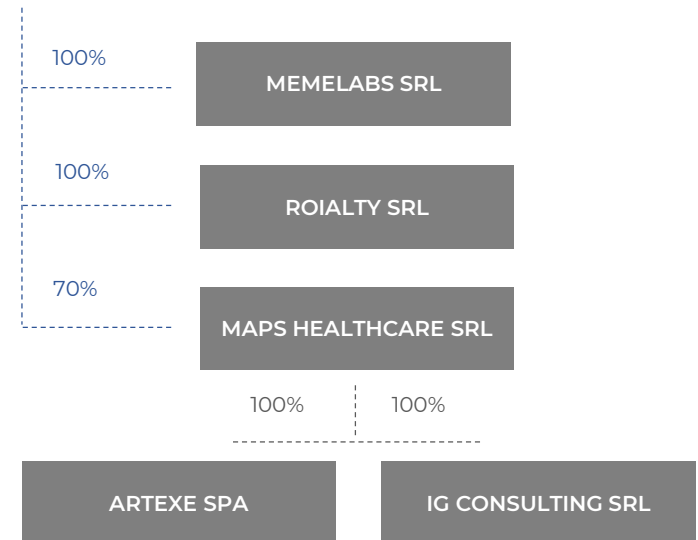 100%
MEMELABS SRL
100%
ROIALTY SRL
70%
MAPS HEALTHCARE SRL
100% 100%
ARTEXE SPA IG CONSULTING SRL